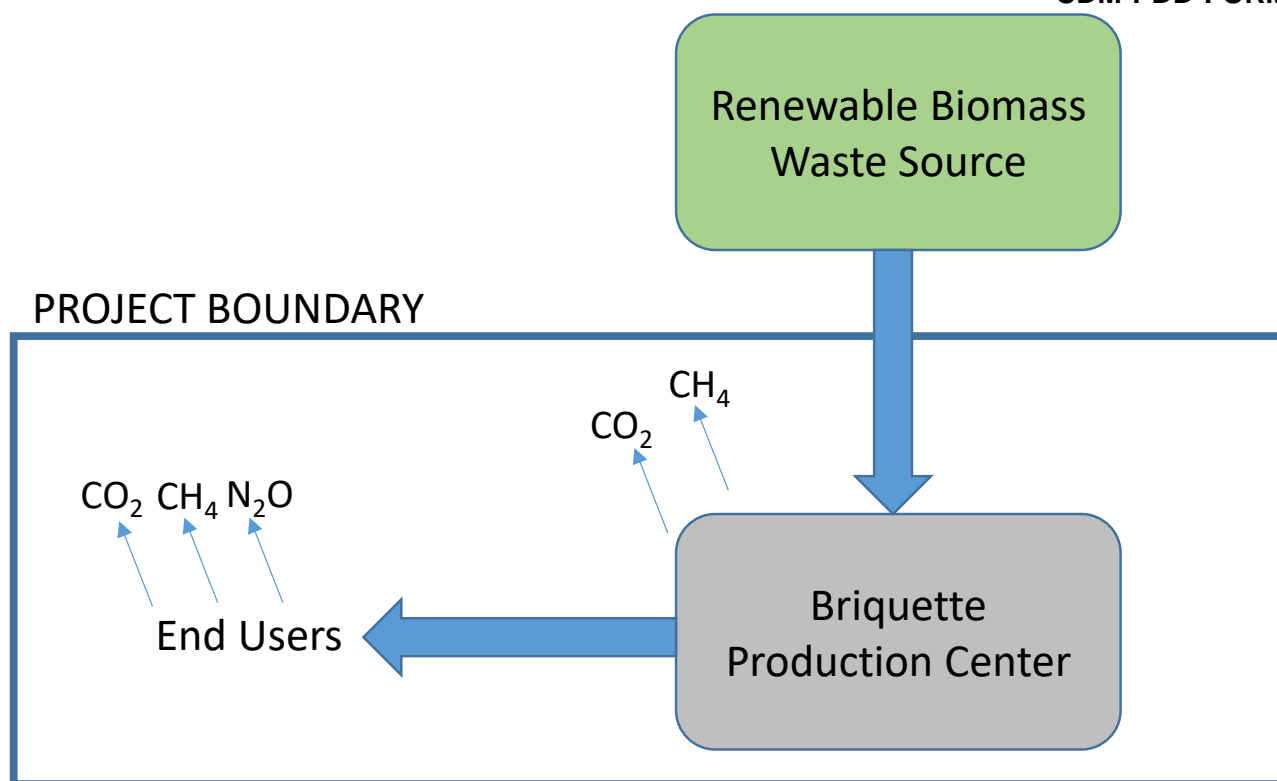 Renewable Biomass
Waste Source
PROJECT BOUNDARY
CH₄
CO₂
CO₂ CH₄ N₂O
End Users
Briquette
Production Center